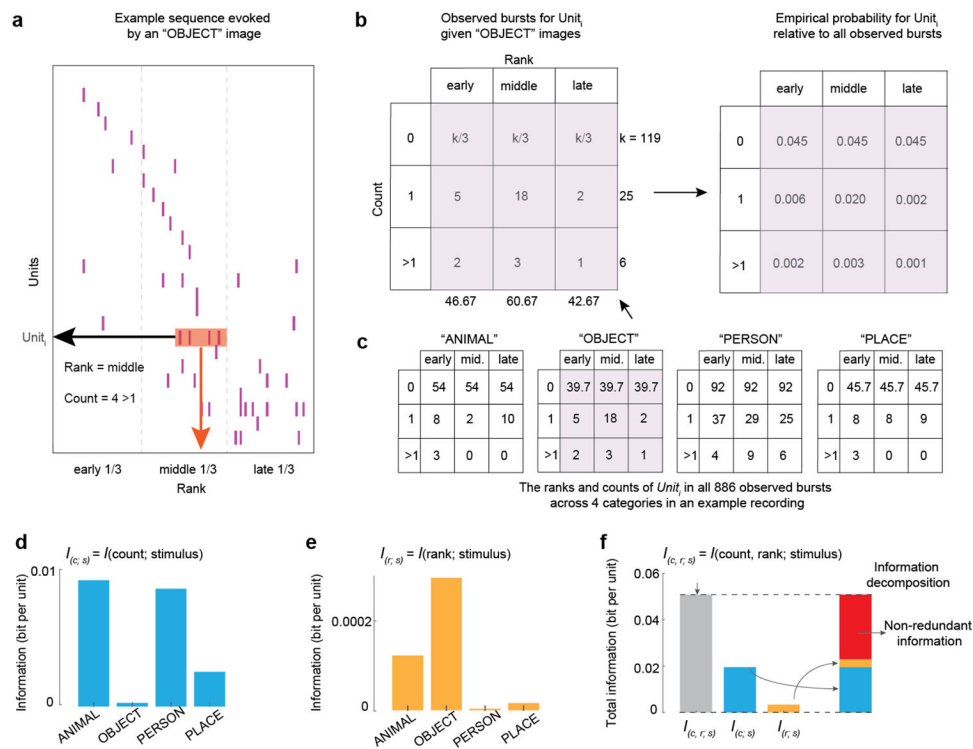 a
Example sequence evoked
by an “OBJECT” image
Units
Unit_i
Rank = middle
Count = 4 >1
early 1/3 middle 1/3 late 1/3
Rank
b
Observed bursts for Unit_i
given “OBJECT” images
Rank
early middle late
Count
0 k/3 k/3 k/3 k = 119
1 5 18 2 25
>1 2 3 1 6
46.67 60.67 42.67
Empirical probability for Unit_i
relative to all observed bursts
early middle late
0 0.045 0.045 0.045
1 0.006 0.020 0.002
>1 0.002 0.003 0.001
c
“ANIMAL”
early mid. late
0 54 54 54
1 8 2 10
>1 3 0 0
“OBJECT”
early mid. late
0 39.7 39.7 39.7
1 5 18 2
>1 2 3 1
“PERSON”
early mid. late
0 92 92 92
1 37 29 25
>1 4 9 6
“PLACE”
early mid. late
0 45.7 45.7 45.7
1 8 8 9
>1 3 0 0
The ranks and counts of Unit_i in all 886 observed bursts
across 4 categories in an example recording
d
I_(c; s) = I(count; stimulus)
Information (bit per unit)
0.01
0
ANIMAL
OBJECT
PERSON
PLACE
e
I_(r; s) = I(rank; stimulus)
Information (bit per unit)
0.0002
0
ANIMAL
OBJECT
PERSON
PLACE
f
I_(c, r; s) = I(count, rank; stimulus)
Total information (bit per unit)
0.06
0.04
0.02
0
I_(c, r; s) I_(c; s) I_(r; s)
Information
decomposition
Non-redundant
information